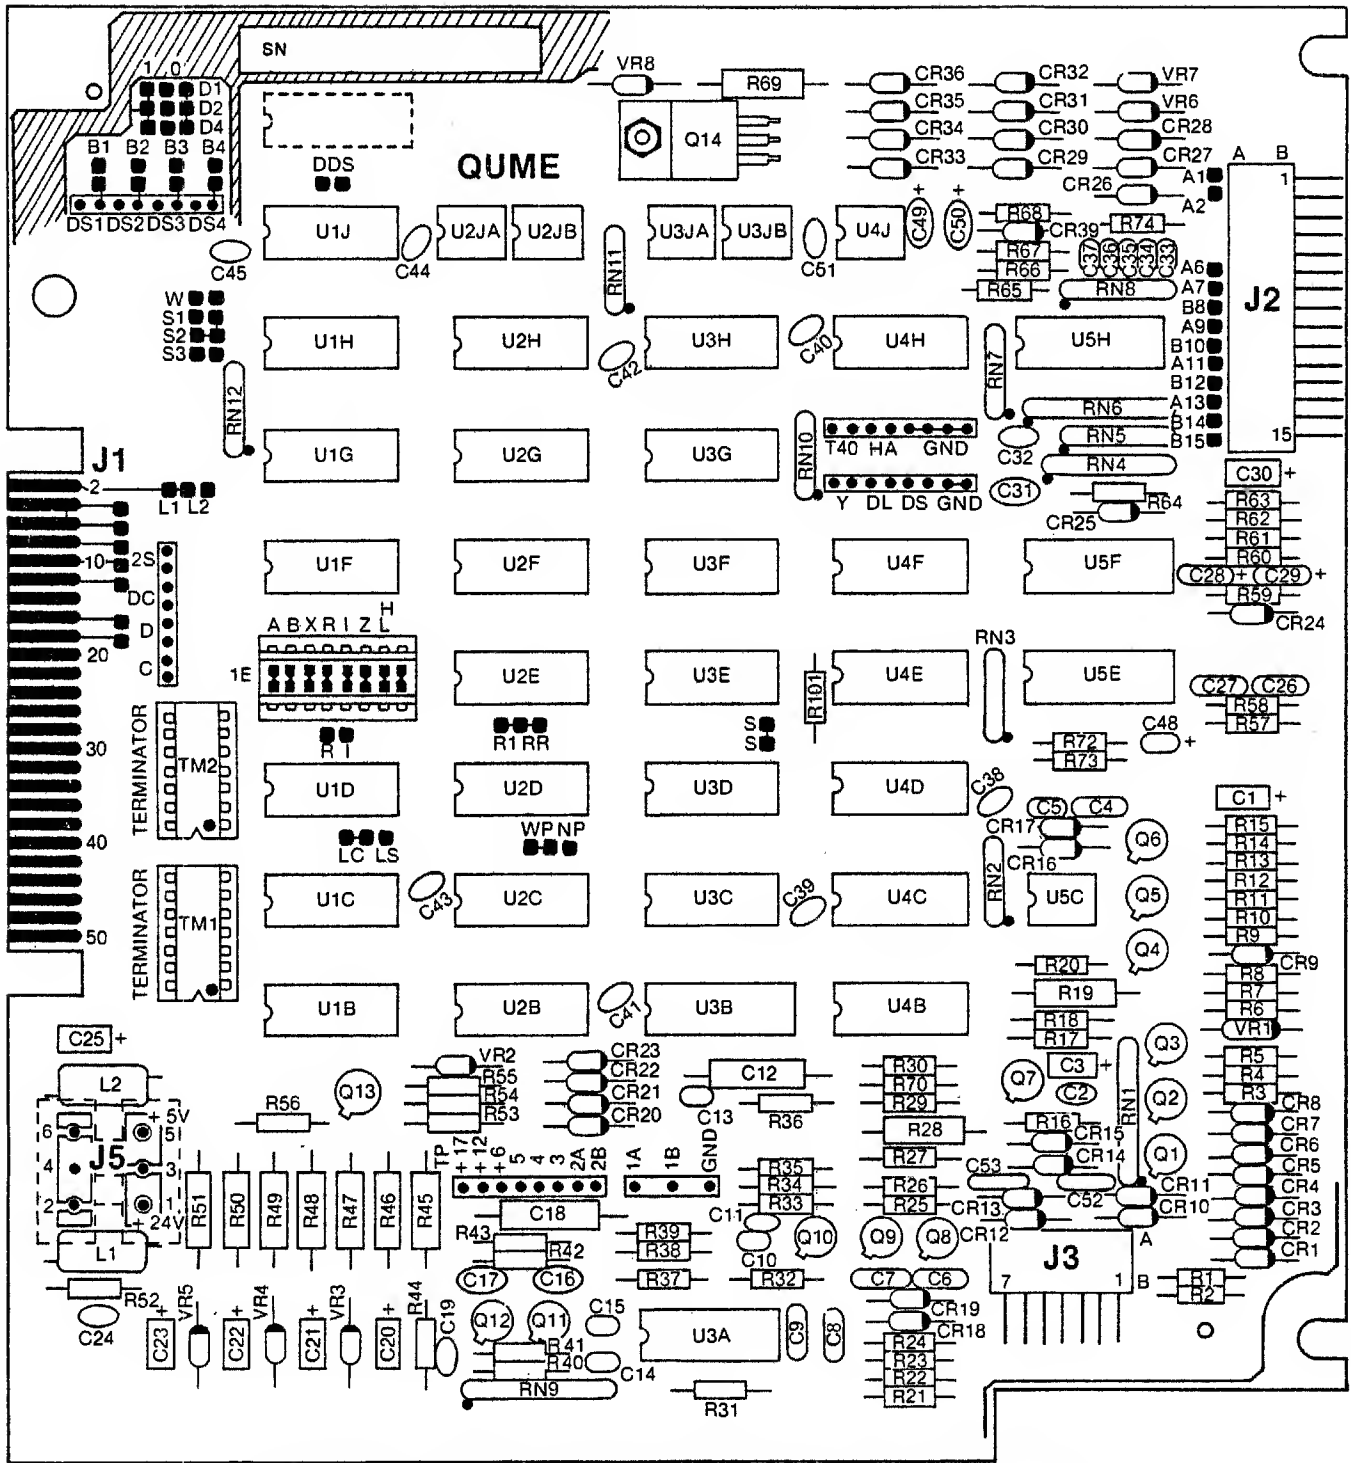 SN
1 0
D1
D2
D4
B1 B2 B3 B4
DS1 DS2 DS3 DS4
DDS
QUME
VR8
R69
Q14
CR36 CR32 VR7
CR35 CR31 VR6
CR34 CR30 CR28
CR33 CR29 CR27
CR26
A B
A1
A2
1
U1J
C45
C44
U2JA U2JB
RN11
U3JA U3JB
C51
U4J
C49 +
C50 +
R68
CR39
R67
R66
R65
R74
C37 C36 C35 C34 C33
RN8
A6
A7
B8
A9
B10
A11
B12
A13
B14
B15
J2
15
W
S1
S2
S3
RN12
U1H U2H U3H U4H U5H
C42
C40
RN7
RN6
RN5
RN4
J1
2
L1 L2
U1G U2G U3G
RN10
T40 HA GND
Y DL DS GND
C32
C31
R64
CR25
C30 +
R63
R62
R61
R60
C28 + C29 +
R59
CR24
10
2S
DC
D
C
20
U1F U2F U3F U4F U5F
H
A B X R I Z L
1E
R I
U2E U3E U4E U5E
R101
RN3
R1 RR
S
S
C27 C26
R58
R57
R72
R73
C48 +
30
TERMINATOR
TM2
U1D U2D U3D U4D
C38
C5 C4
CR17
CR16
Q6
C1 +
R15
R14
R13
R12
R11
R10
R9
CR9
R8
R7
R6
VR1
R5
R4
R3
40
LC LS
WP NP
TERMINATOR
TM1
50
U1C U2C U3C U4C U5C
C43
C39
RN2
Q5
Q4
R20
R19
R18
R17
U1B U2B U3B U4B
C41
C25 +
L2
VR2
R55
R54
R53
CR23
CR22
CR21
CR20
C12
C13
R36
R30
R70
R29
R28
R27
R26
R25
C3 +
C2
Q7
RN1
Q3
Q2
Q1
R16
CR15
CR14
C53
C52
CR13
CR12
CR11
CR10
CR8
CR7
CR6
CR5
CR4
CR3
CR2
CR1
Q13
R56
+ 5V
6 5
4 J5 3
2 1
+ 24V
L1
R52
C24
R51 R50 R49 R48 R47 R46 R45
TP +17 +12 +6 5 4 3 2A 2B
1A 1B GND
C18
R43
R42
C17 C16
Q12 Q11
R41
R40
RN9
R39
R38
R37
R35
R34
R33
C11
C10
R32
Q10 Q9 Q8
C7 C6
CR19
CR18
R24
R23
R22
R21
A
J3
7 1 B
R1
R2
C23 + VR5 C22 + VR4 C21 + VR3 C20 + R44 C19
C15
C14
U3A
C9 C8
R31